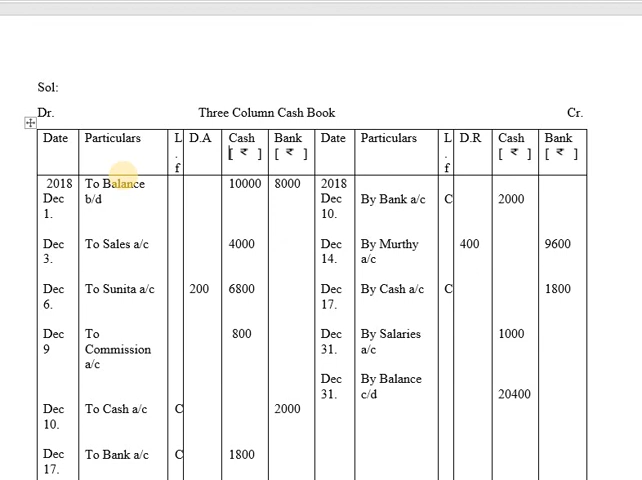 Sol:
Dr. Three Column Cash Book Cr.
Date Particulars L D.A Cash Bank Date Particulars L D.R Cash Bank
. [ ₹ ] [ ₹ ] . [ ₹ ] [ ₹ ]
f f
2018 To Balance 10000 8000 2018
Dec b/d Dec By Bank a/c C 2000
1. 10.
Dec To Sales a/c 4000 Dec By Murthy 400 9600
3. 14. a/c
Dec To Sunita a/c 200 6800 Dec By Cash a/c C 1800
6. 17.
Dec To 800 Dec By Salaries 1000
9 Commission 31. a/c
a/c
Dec By Balance
31. c/d 20400
Dec To Cash a/c C 2000
10.
Dec To Bank a/c C 1800
17.